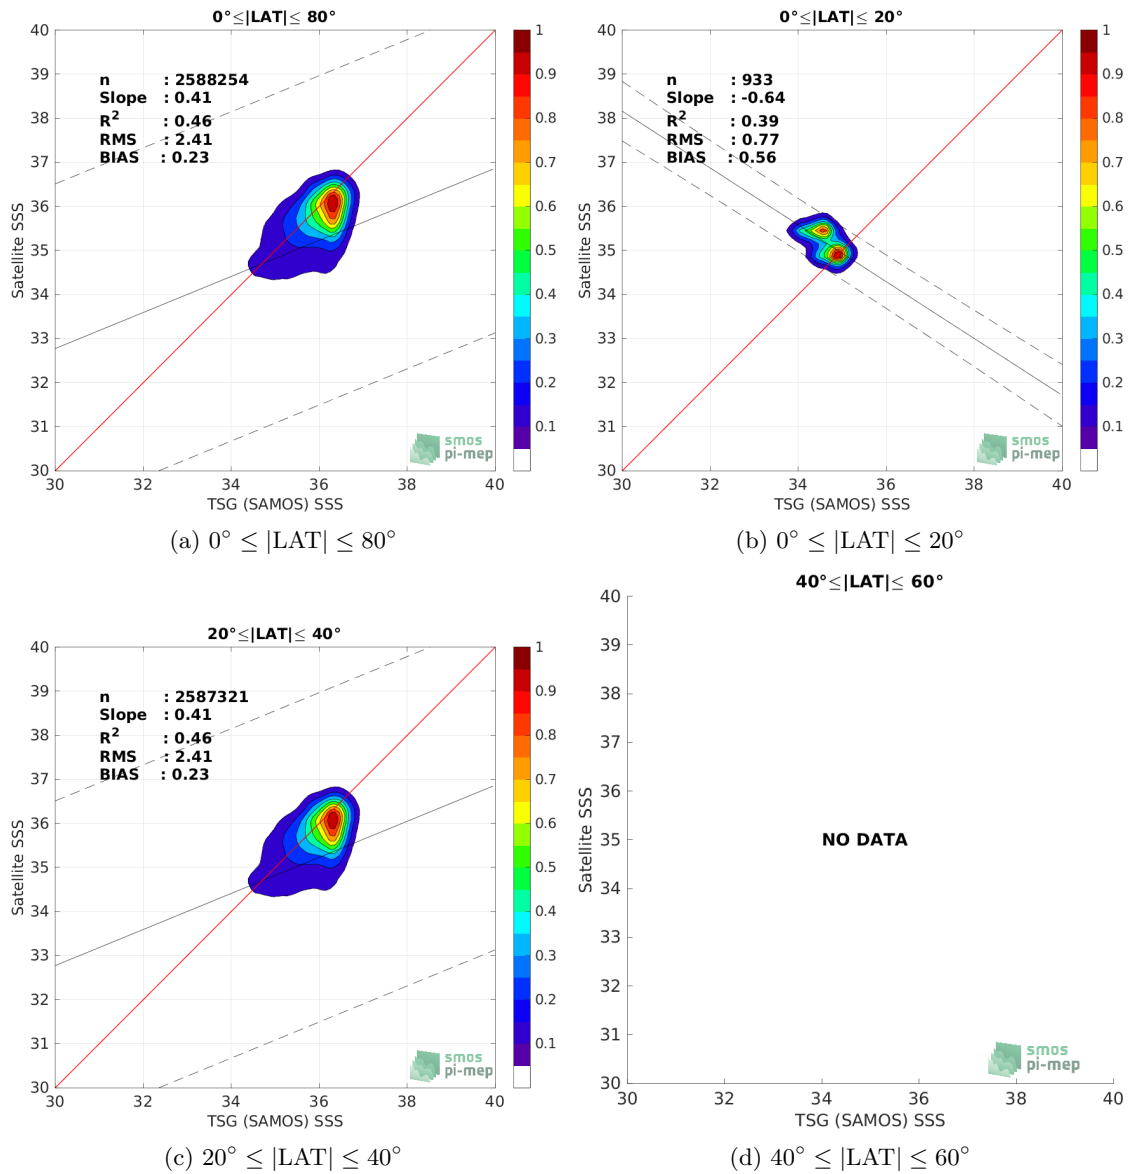 0°≤|LAT|≤ 80°
n : 2588254
Slope : 0.41
R² : 0.46
RMS : 2.41
BIAS : 0.23
Satellite SSS
40
39
38
37
36
35
34
33
32
31
30
30 32 34 36 38 40
TSG (SAMOS) SSS
1
0.9
0.8
0.7
0.6
0.5
0.4
0.3
0.2
0.1
smos
pi-mep
(a) 0° ≤ |LAT| ≤ 80°
0°≤|LAT|≤ 20°
n : 933
Slope : -0.64
R² : 0.39
RMS : 0.77
BIAS : 0.56
Satellite SSS
40
39
38
37
36
35
34
33
32
31
30
30 32 34 36 38 40
TSG (SAMOS) SSS
1
0.9
0.8
0.7
0.6
0.5
0.4
0.3
0.2
0.1
smos
pi-mep
(b) 0° ≤ |LAT| ≤ 20°
20°≤|LAT|≤ 40°
n : 2587321
Slope : 0.41
R² : 0.46
RMS : 2.41
BIAS : 0.23
Satellite SSS
40
39
38
37
36
35
34
33
32
31
30
30 32 34 36 38 40
TSG (SAMOS) SSS
1
0.9
0.8
0.7
0.6
0.5
0.4
0.3
0.2
0.1
smos
pi-mep
(c) 20° ≤ |LAT| ≤ 40°
40°≤|LAT|≤ 60°
NO DATA
Satellite SSS
40
39
38
37
36
35
34
33
32
31
30
30 32 34 36 38 40
TSG (SAMOS) SSS
smos
pi-mep
(d) 40° ≤ |LAT| ≤ 60°